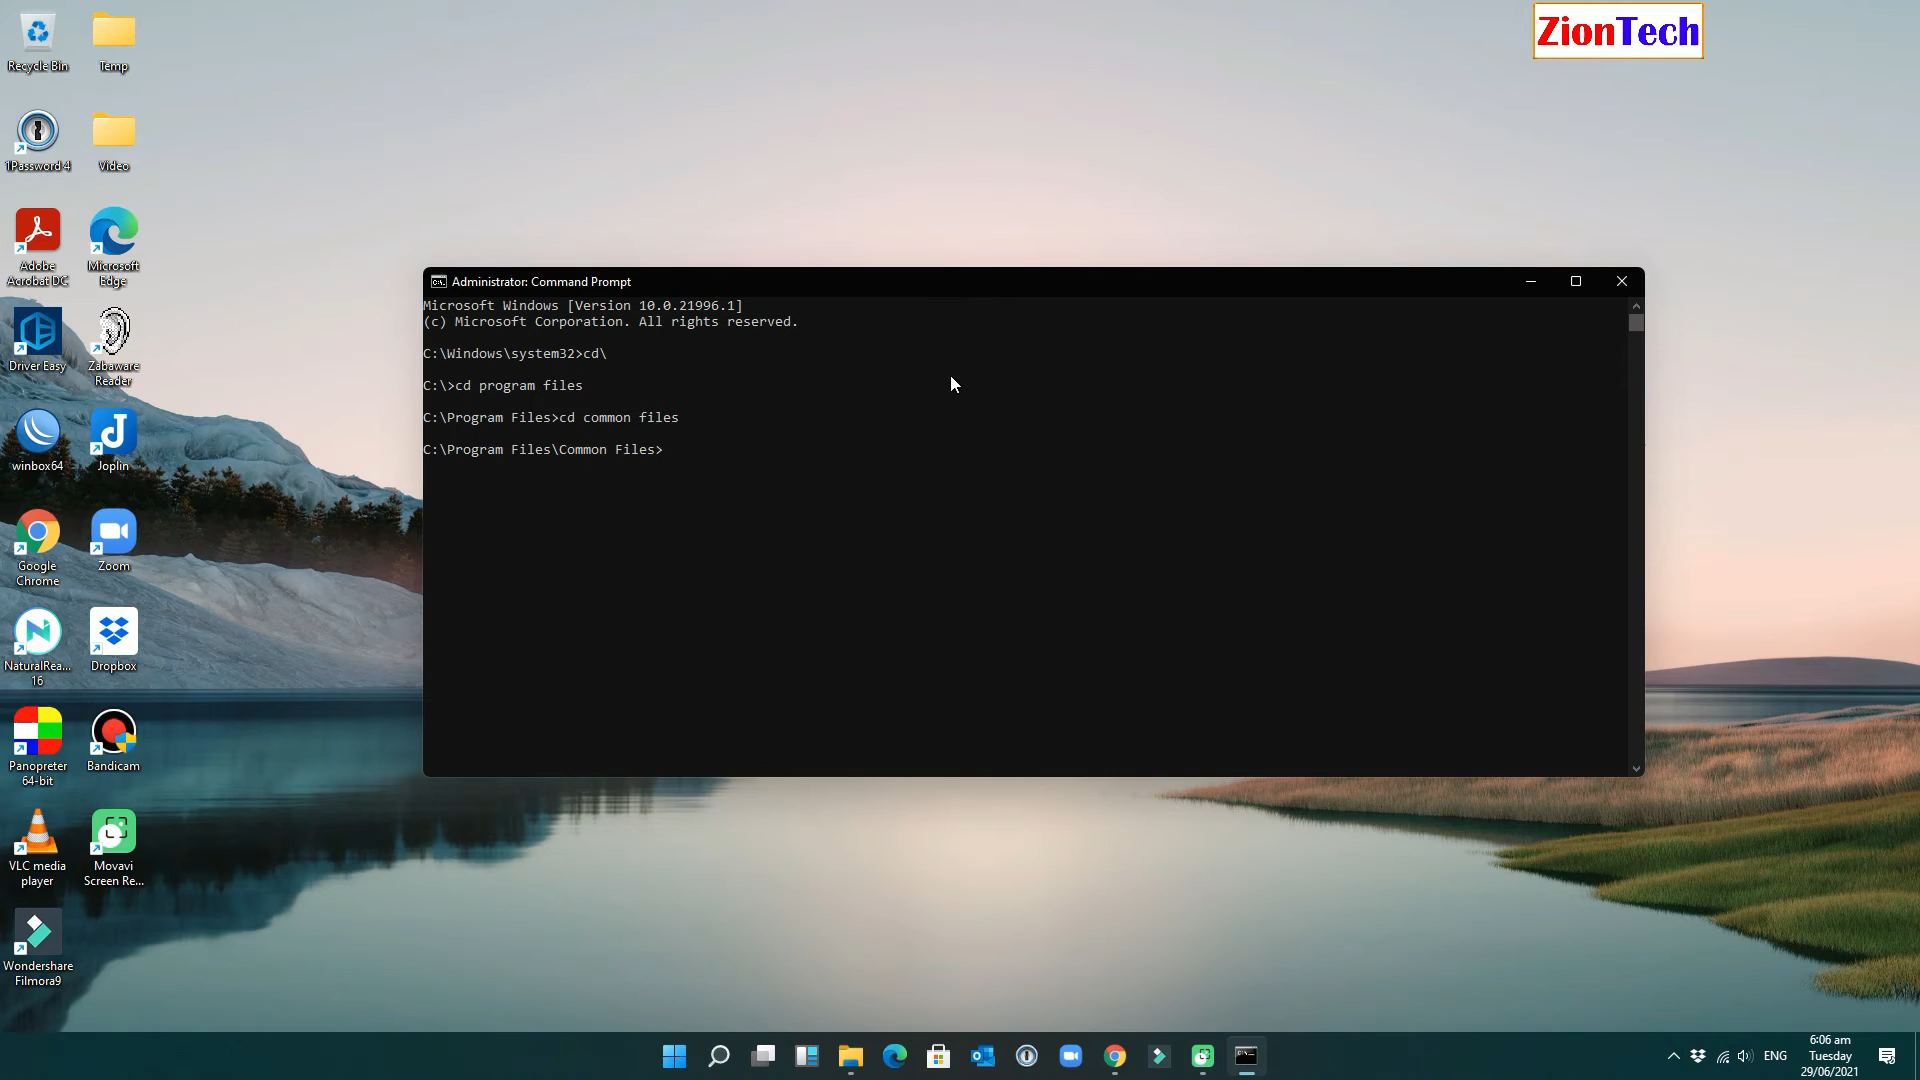 ZionTech
Recycle Bin
Temp
1Password 4
Video
Adobe
Acrobat DC
Microsoft
Edge
Driver Easy
Zabaware
Reader
winbox64
Joplin
Google
Chrome
Zoom
NaturalRea...
16
Dropbox
Panopreter
64-bit
Bandicam
VLC media
player
Movavi
Screen Re...
Wondershare
Filmora9
Administrator: Command Prompt
Microsoft Windows [Version 10.0.21996.1]
(c) Microsoft Corporation. All rights reserved.
C:\Windows\system32>cd\
C:\>cd program files
C:\Program Files>cd common files
C:\Program Files\Common Files>
ENG
6:06 am
Tuesday
29/06/2021